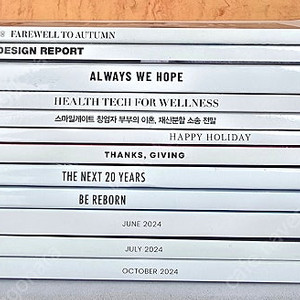 FAREWELL TO AUTUMN
DESIGN REPORT
ALWAYS WE HOPE
HEALTH TECH FOR WELLNESS
스마일게이트 창업자 부부의 이혼, 재산분할 소송 전말
HAPPY HOLIDAY
THANKS, GIVING
THE NEXT 20 YEARS
BE REBORN
JUNE 2024
JULY 2024
OCTOBER 2024